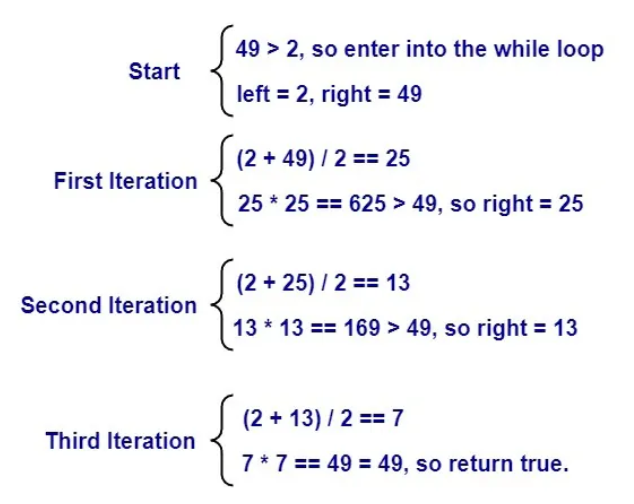 Start
49 > 2, so enter into the while loop
left = 2, right = 49
First Iteration
(2 + 49) / 2 == 25
25 * 25 == 625 > 49, so right = 25
Second Iteration
(2 + 25) / 2 == 13
13 * 13 == 169 > 49, so right = 13
Third Iteration
(2 + 13) / 2 == 7
7 * 7 == 49 = 49, so return true.